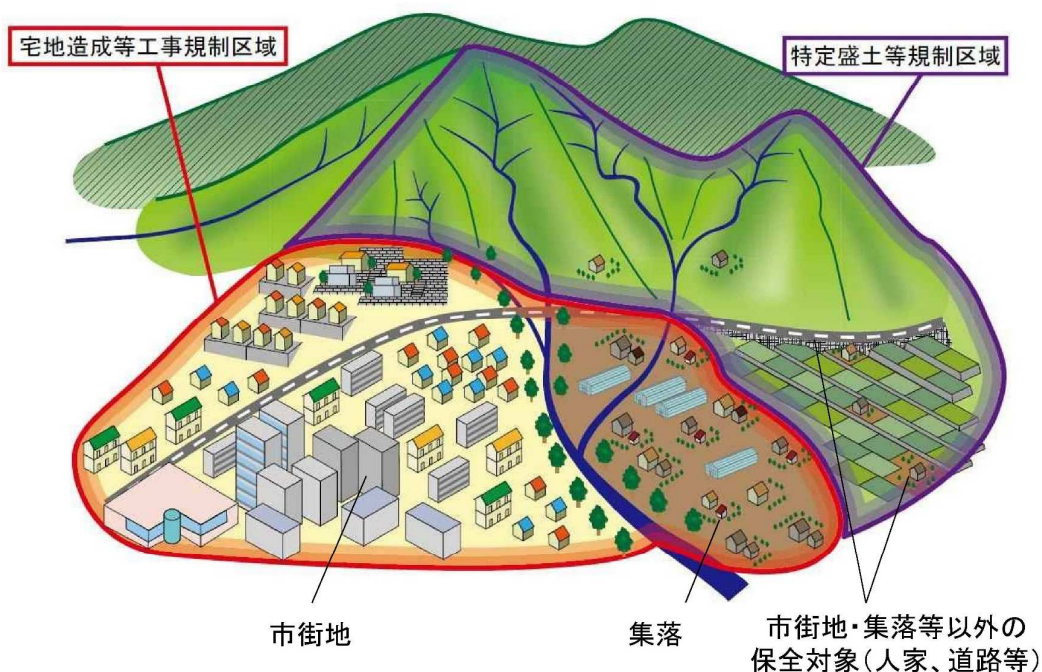 宅地造成等工事規制区域
特定盛土等規制区域
市街地
集落
市街地・集落等以外の
保全対象(人家、道路等)